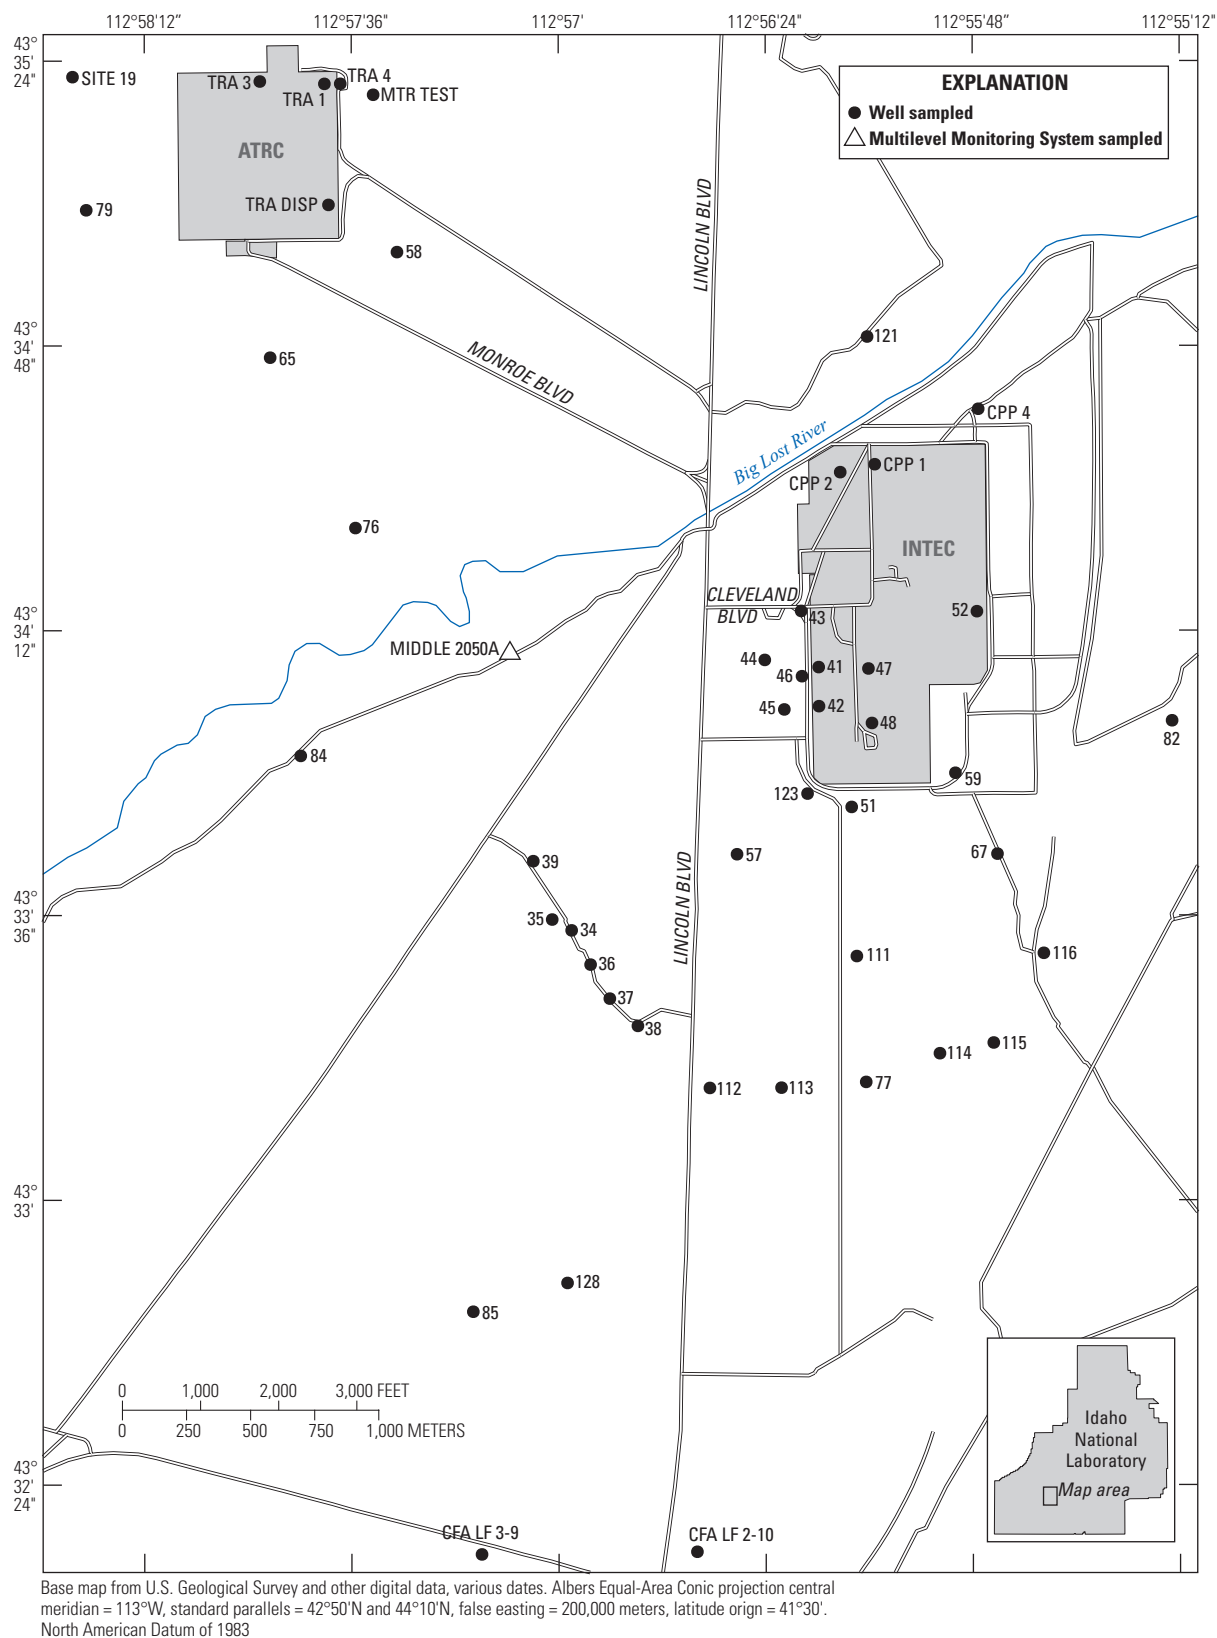 112°58'12" 112°57'36" 112°57' 112°56'24" 112°55'48" 112°55'12"
43°
35'
24"
SITE 19
TRA 3
TRA 1
TRA 4
MTR TEST
EXPLANATION
Well sampled
Multilevel Monitoring System sampled
ATRC
79
TRA DISP
58
LINCOLN BLVD
43°
34'
48"
65
MONROE BLVD
121
CPP 4
Big Lost River
CPP 2
CPP 1
76
INTEC
43°
34'
12"
CLEVELAND
BLVD
43
52
MIDDLE 2050A
44
46
41
47
45
42
48
82
84
59
123
51
39
57
67
43°
33'
36"
35
34
LINCOLN BLVD
36
111
116
37
38
115
114
112
113
77
43°
33'
128
85
0 1,000 2,000 3,000 FEET
0 250 500 750 1,000 METERS
Idaho
National
Laboratory
Map area
43°
32'
24"
CFA LF 3-9
CFA LF 2-10
Base map from U.S. Geological Survey and other digital data, various dates. Albers Equal-Area Conic projection central
meridian = 113°W, standard parallels = 42°50'N and 44°10'N, false easting = 200,000 meters, latitude orign = 41°30'.
North American Datum of 1983